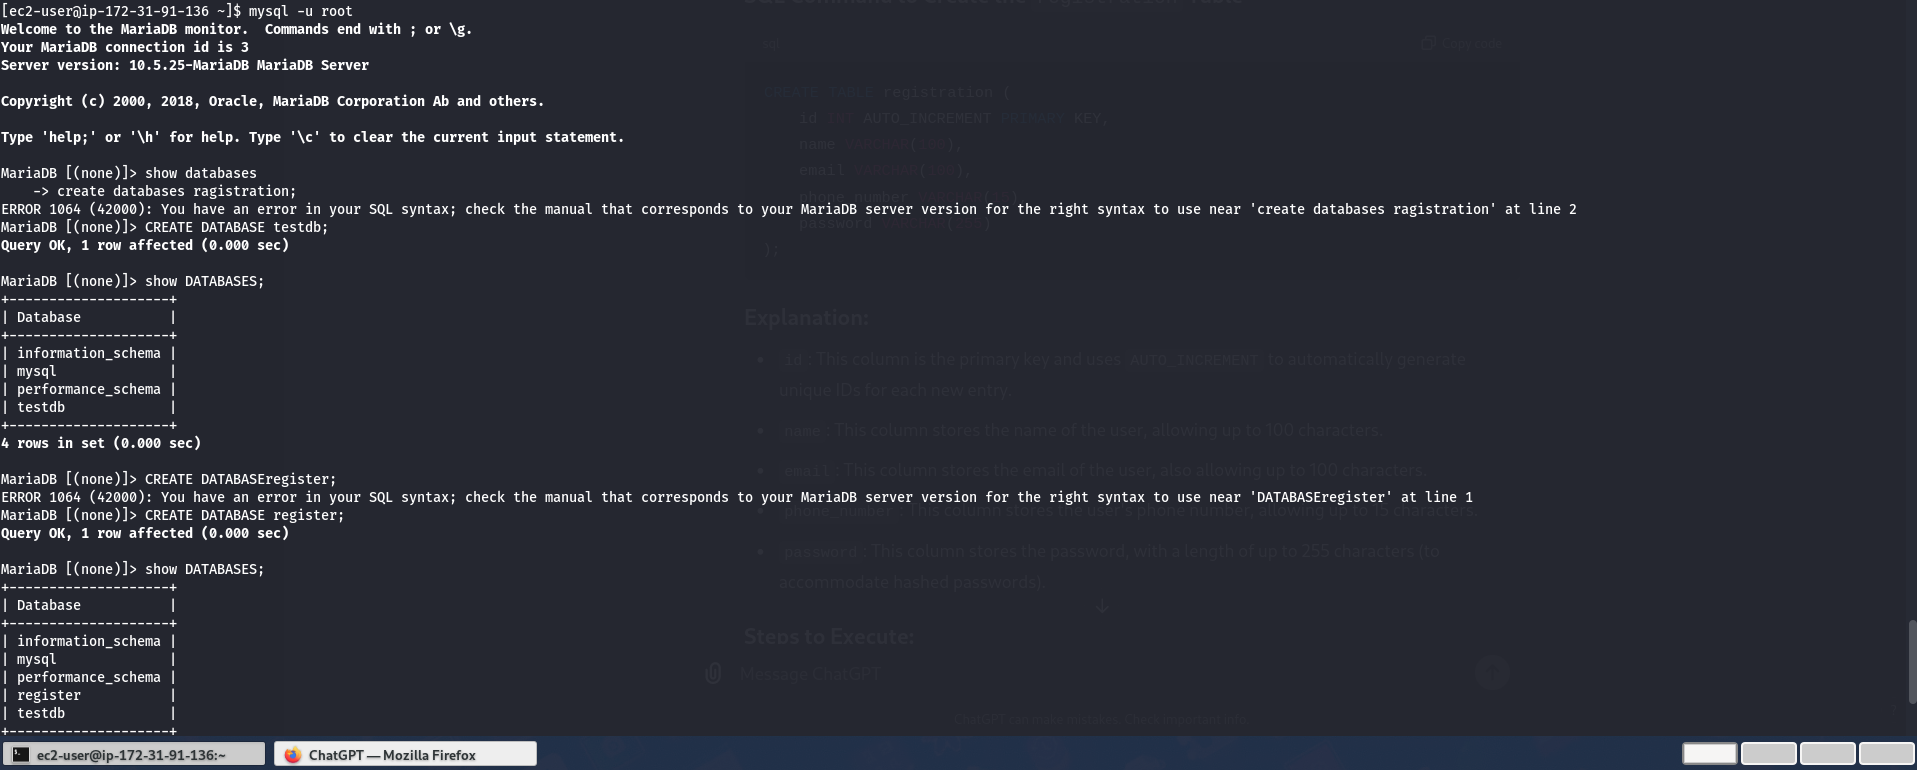 [ec2-user@ip-172-31-91-136 ~]$ mysql -u root
Welcome to the MariaDB monitor.  Commands end with ; or \g.
Your MariaDB connection id is 3
Server version: 10.5.25-MariaDB MariaDB Server

Copyright (c) 2000, 2018, Oracle, MariaDB Corporation Ab and others.

Type 'help;' or '\h' for help. Type '\c' to clear the current input statement.

MariaDB [(none)]> show databases
    -> create databases ragistration;
ERROR 1064 (42000): You have an error in your SQL syntax; check the manual that corresponds to your MariaDB server version for the right syntax to use near 'create databases ragistration' at line 2
MariaDB [(none)]> CREATE DATABASE testdb;
Query OK, 1 row affected (0.000 sec)

MariaDB [(none)]> show DATABASES;
+--------------------+
| Database           |
+--------------------+
| information_schema |
| mysql              |
| performance_schema |
| testdb             |
+--------------------+
4 rows in set (0.000 sec)

MariaDB [(none)]> CREATE DATABASEregister;
ERROR 1064 (42000): You have an error in your SQL syntax; check the manual that corresponds to your MariaDB server version for the right syntax to use near 'DATABASEregister' at line 1
MariaDB [(none)]> CREATE DATABASE register;
Query OK, 1 row affected (0.000 sec)

MariaDB [(none)]> show DATABASES;
+--------------------+
| Database           |
+--------------------+
| information_schema |
| mysql              |
| performance_schema |
| register           |
| testdb             |
+--------------------+
sql
Copy code
CREATE TABLE registration (
id INT AUTO_INCREMENT PRIMARY KEY,
name VARCHAR(100),
email VARCHAR(100),
phone_number
password
);
Explanation:
id: This column is the primary key and uses AUTO_INCREMENT to automatically generate
unique IDs for each new entry.
name: This column stores the name of the user, allowing up to 100 characters.
email: This column stores the email of the user, also allowing up to 100 characters.
phone_number: This column stores the user's phone number, allowing up to 15 characters.
password: This column stores the password, with a length of up to 255 characters (to
accommodate hashed passwords).
Steps to Execute:
Message ChatGPT
ChatGPT can make mistakes. Check important info.
ec2-user@ip-172-31-91-136:~
ChatGPT — Mozilla Firefox